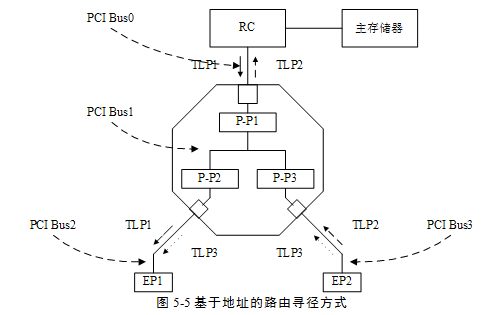 PCI Bus0
RC
主存储器
TLP1
TLP2
PCI Bus1
P-P1
P-P2
P-P3
PCI Bus2
TLP1
TLP3
TLP3
TLP2
PCI Bus3
EP1
EP2
图 5-5 基于地址的路由寻径方式